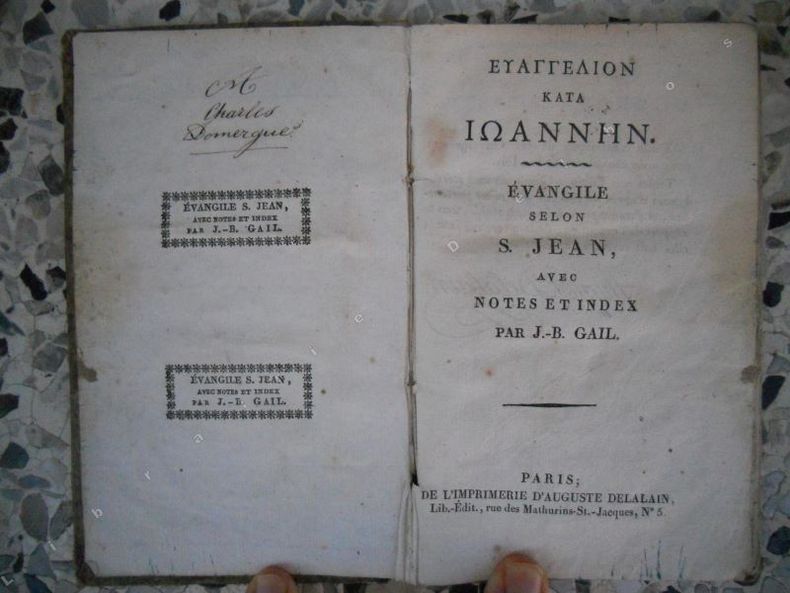 M
Charles
Domergue
ÉVANGILE S. JEAN,
AVEC NOTES ET INDEX
PAR J.-B. GAIL.
ÉVANGILE S. JEAN,
AVEC NOTES ET INDEX
PAR J.-B. GAIL.
ΕΥΑΓΓΕΛΙΟΝ
ΚΑΤΑ
ΙΩΑΝΝΗΝ.
ÉVANGILE
SELON
S. JEAN,
AVEC
NOTES ET INDEX
PAR J.-B. GAIL.
PARIS;
DE L'IMPRIMERIE D'AUGUSTE DELALAIN,
Lib.-Édit., rue des Mathurins-St.-Jacques, N° 5.